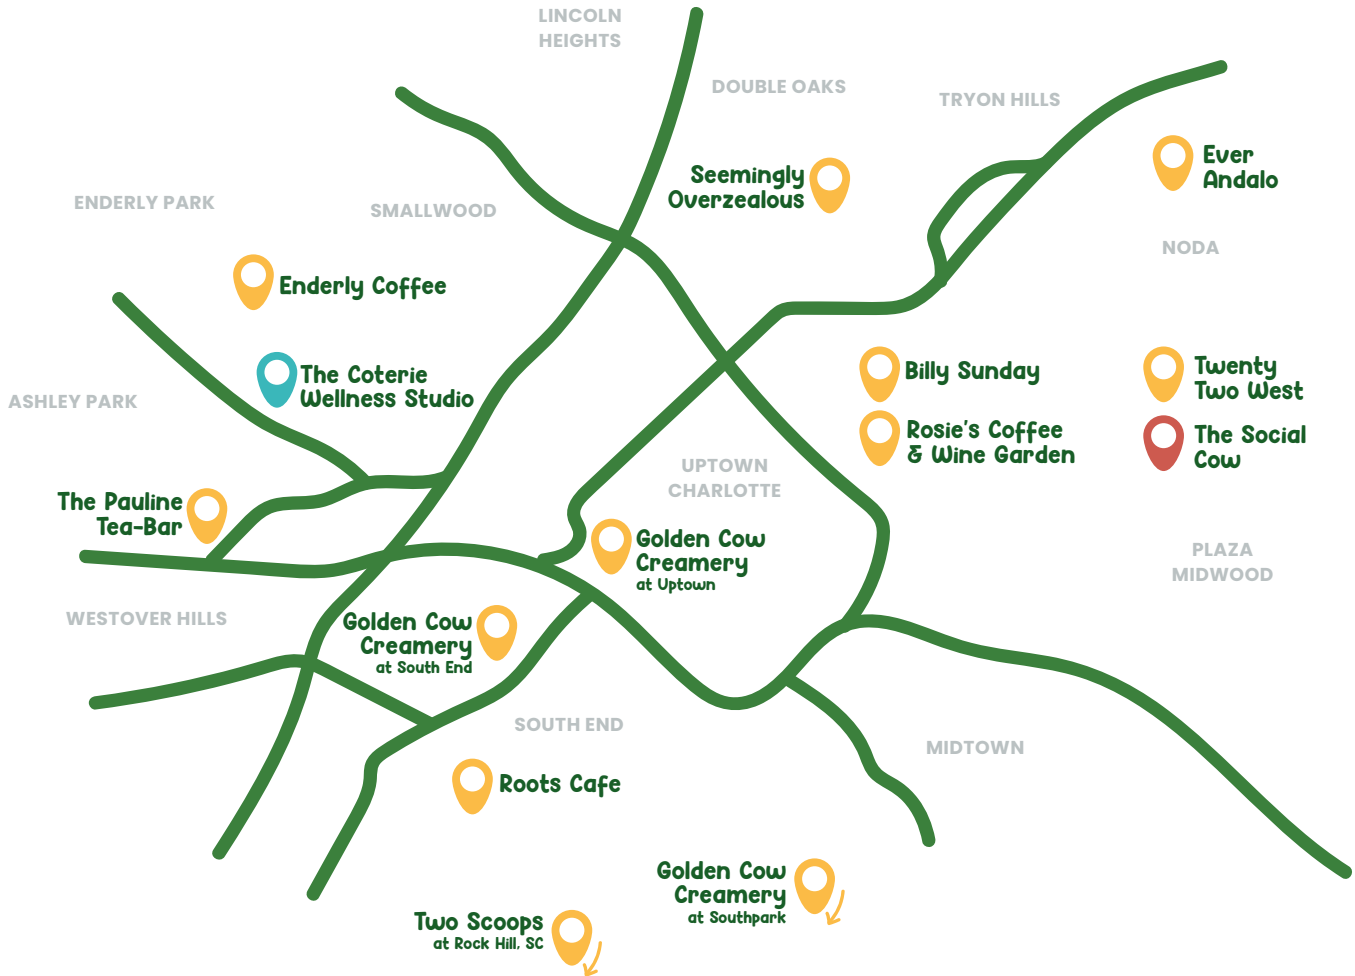 LINCOLN
HEIGHTS
DOUBLE OAKS
TRYON HILLS
Seemingly
Overzealous
Ever
Andalo
ENDERLY PARK
SMALLWOOD
NODA
Enderly Coffee
The Coterie
Wellness Studio
Billy Sunday
Twenty
Two West
ASHLEY PARK
Rosie's Coffee
& Wine Garden
The Social
Cow
UPTOWN
CHARLOTTE
The Pauline
Tea-Bar
Golden Cow
Creamery
at Uptown
PLAZA
MIDWOOD
WESTOVER HILLS
Golden Cow
Creamery
at South End
SOUTH END
MIDTOWN
Roots Cafe
Golden Cow
Creamery
at Southpark
Two Scoops
at Rock Hill, SC